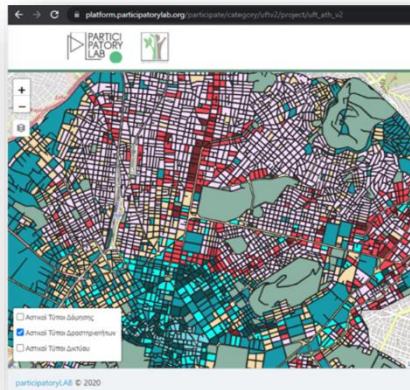 platform.participatorylab.org/participate/category/uftv2/project/uft_ath_v2
PARTICI
PATORY
LAB
+
−
Αστικοί Τύποι Δόμησης
Αστικοί Τύποι Δραστηριοτήτων
Αστικοί Τύποι Δικτύου
participatoryLAB © 2020